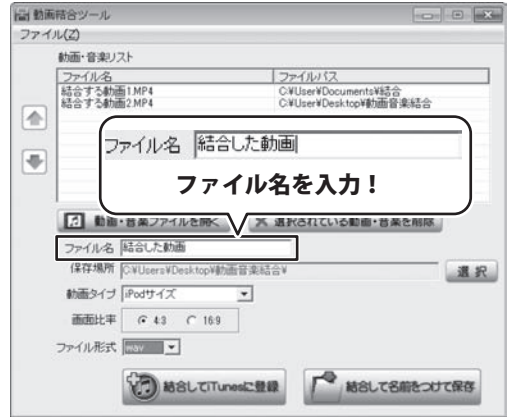 動画結合ツール
ファイル(Z)
動画・音楽リスト
ファイル名 ファイルパス
結合する動画1.MP4 C:¥User¥Documents¥結合
結合する動画2.MP4 C:¥User¥Desktop¥動画音楽結合
ファイル名 結合した動画
ファイル名を入力！
動画・音楽ファイルを開く 選択されている動画・音楽を削除
ファイル名 結合した動画
保存場所 C:¥Users¥Desktop¥動画音楽結合¥ 選 択
動画タイプ iPodサイズ
画面比率 4:3 16:9
ファイル形式 wav
結合してiTunesに登録 結合して名前をつけて保存